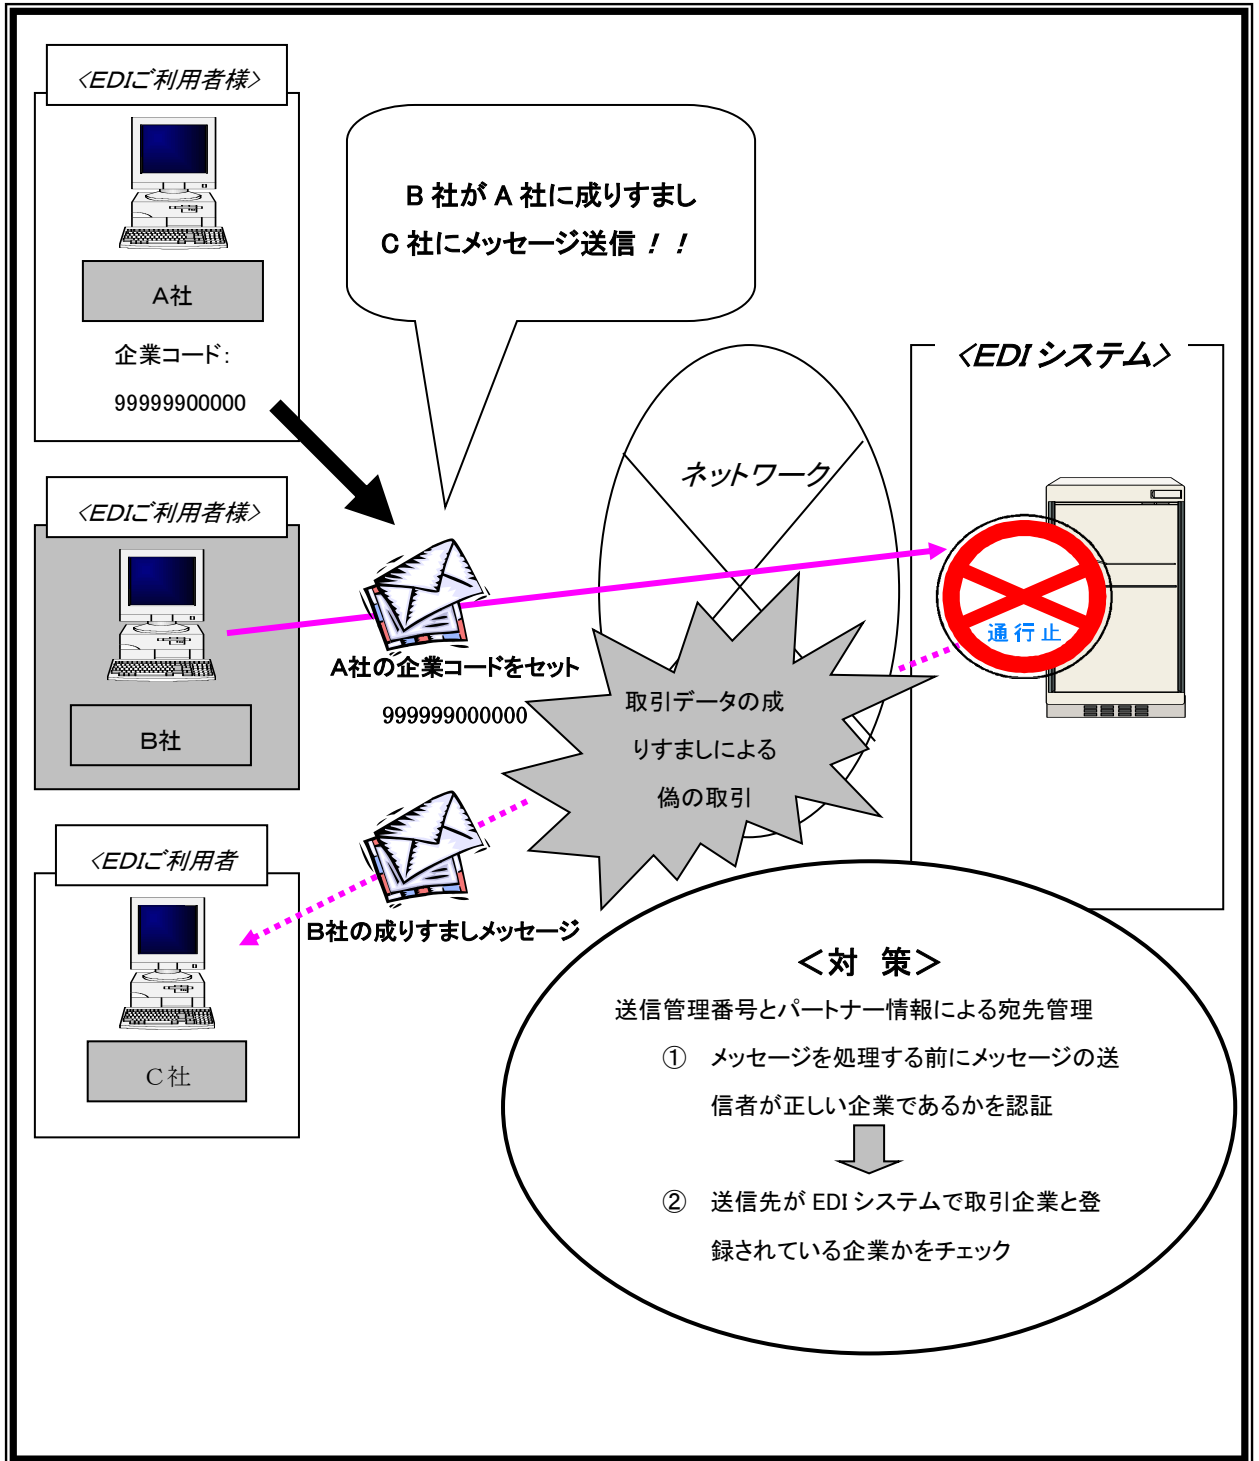 <EDIご利用者様>
A社
企業コード:
99999900000
B 社が A 社に成りすまし
C 社にメッセージ送信！！
<EDI システム>
ネットワーク
通行止
<EDIご利用者様>
B社
A社の企業コードをセット
999999000000
取引データの成
りすましによる
偽の取引
<EDIご利用者
C社
B社の成りすましメッセージ
＜対 策＞
送信管理番号とパートナー情報による宛先管理
① メッセージを処理する前にメッセージの送
信者が正しい企業であるかを認証
② 送信先が EDI システムで取引企業と登
録されている企業かをチェック